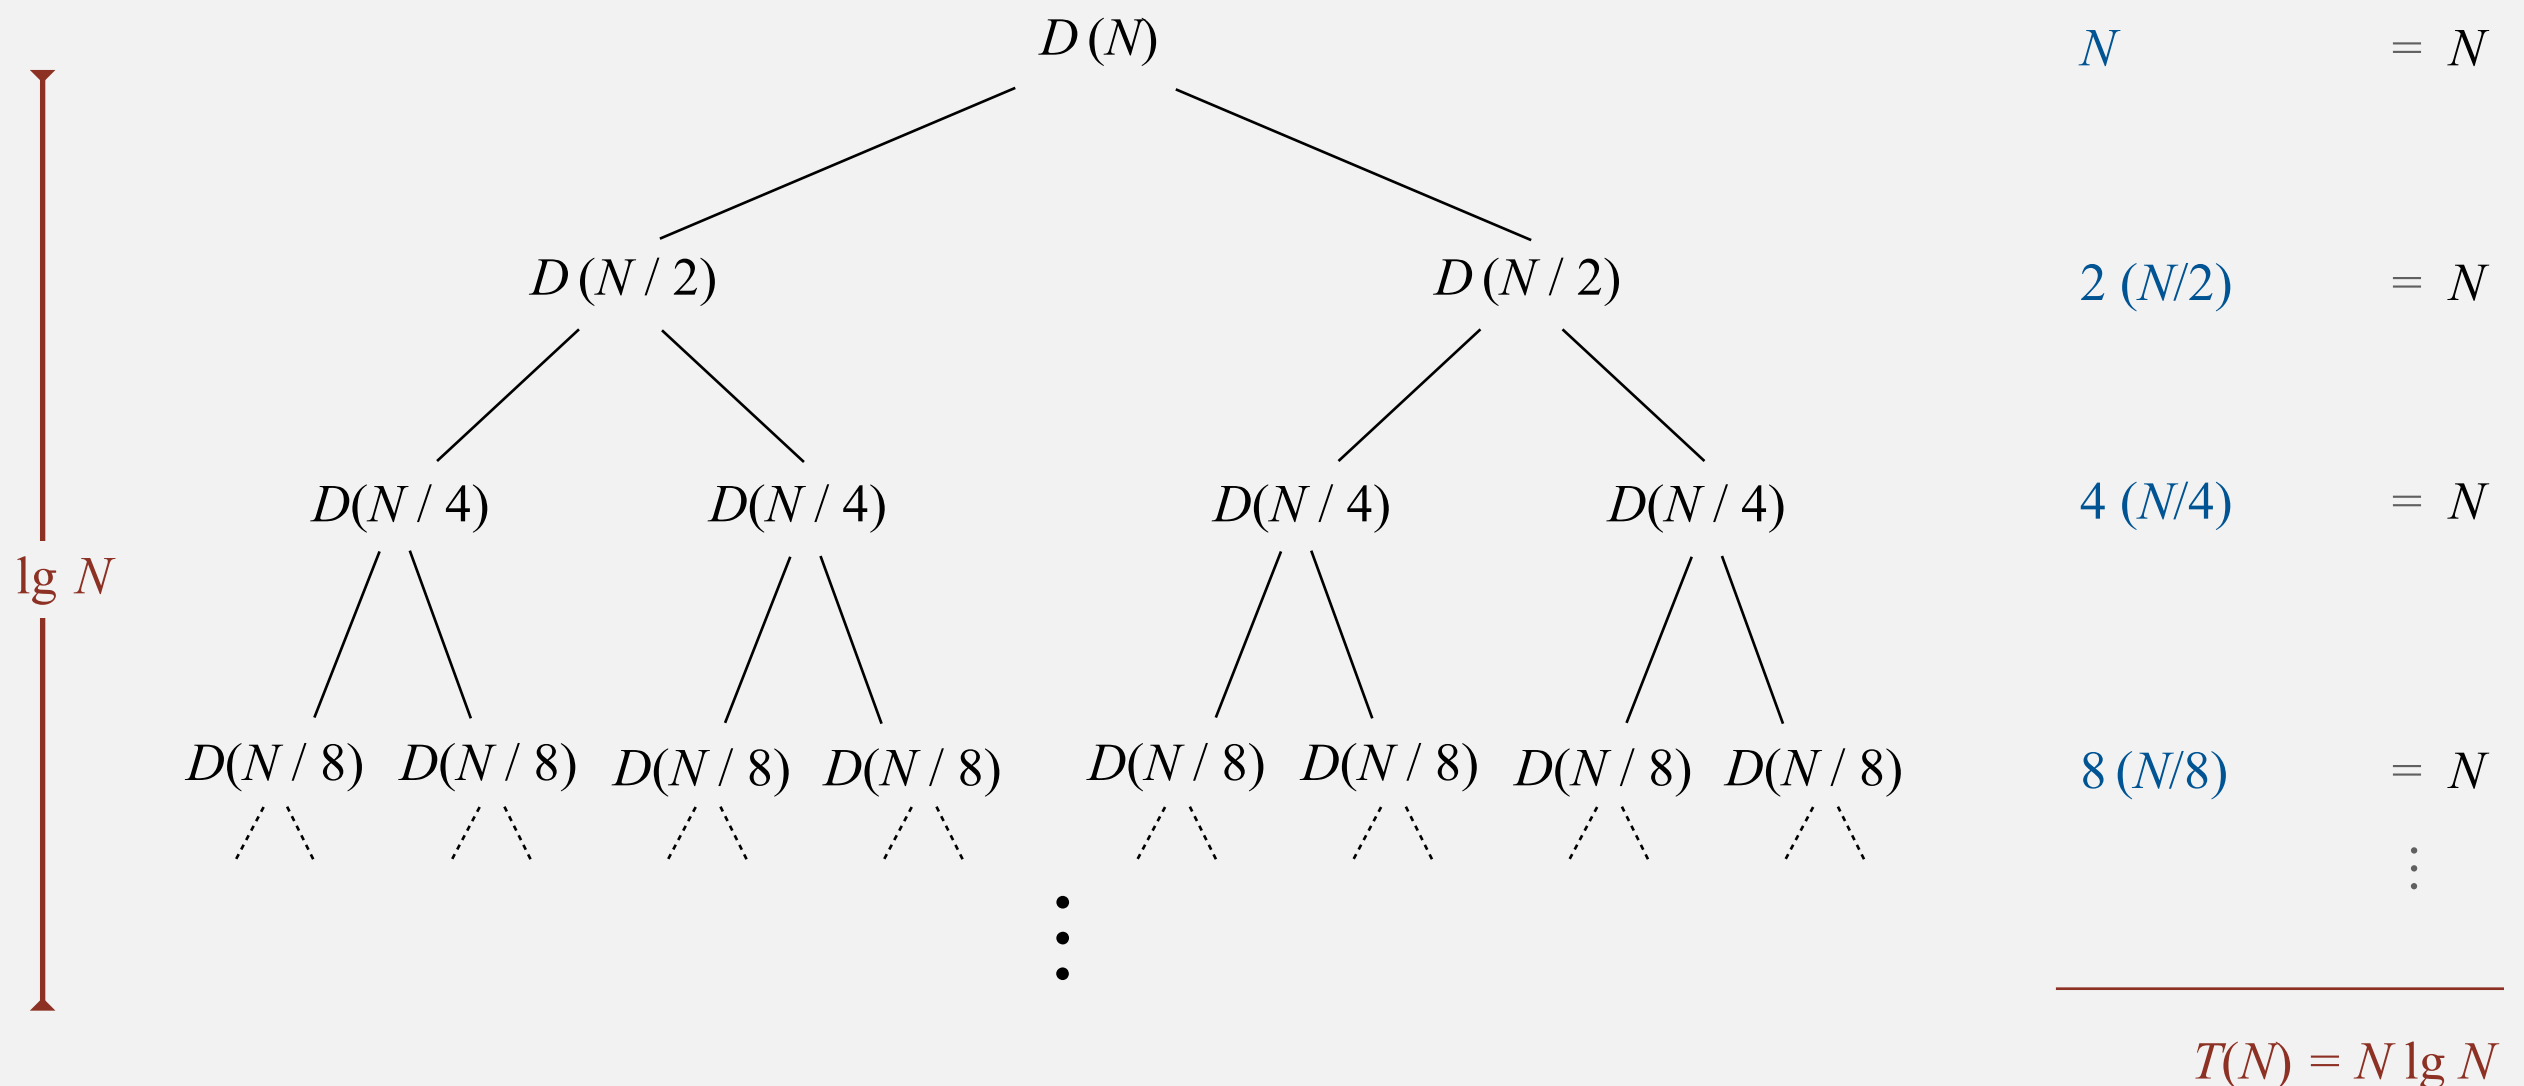 D (N) N = N
D (N / 2) D (N / 2) 2 (N/2) = N
D(N / 4) D(N / 4) D(N / 4) D(N / 4) 4 (N/4) = N
lg N
D(N / 8) D(N / 8) D(N / 8) D(N / 8) D(N / 8) D(N / 8) D(N / 8) D(N / 8) 8 (N/8) = N
⋮
⋮
T(N) = N lg N